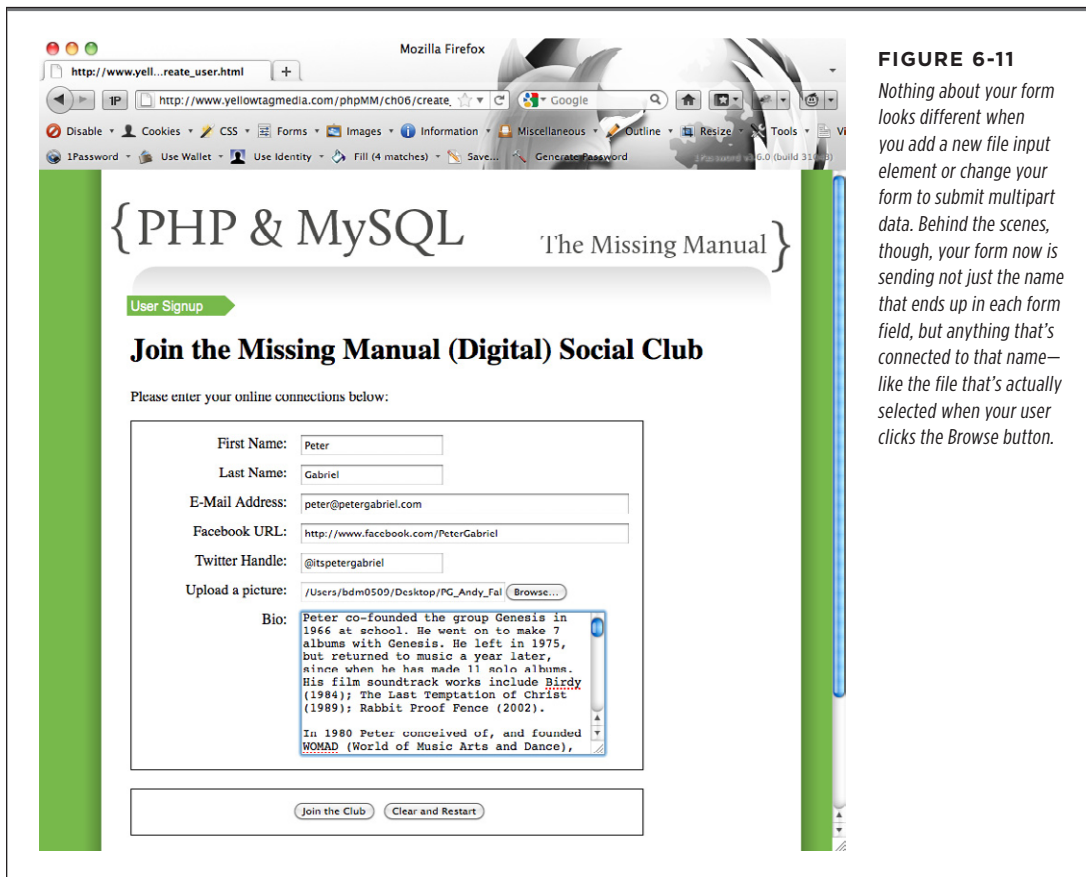 Mozilla Firefox
http://www.yell...reate_user.html
+
1P http://www.yellowtagmedia.com/phpMM/ch06/create_ Google
Disable Cookies CSS Forms Images Information Miscellaneous Outline Resize Tools Vi
1Password Use Wallet Use Identity Fill (4 matches) Save... Generate Password
{PHP & MySQL The Missing Manual}
User Signup
Join the Missing Manual (Digital) Social Club
Please enter your online connections below:
First Name: Peter
Last Name: Gabriel
E-Mail Address: peter@petergabriel.com
Facebook URL: http://www.facebook.com/PeterGabriel
Twitter Handle: @itspetergabriel
Upload a picture: /Users/bdm0509/Desktop/PG_Andy_Fal Browse...
Bio: Peter co-founded the group Genesis in
1966 at school. He went on to make 7
albums with Genesis. He left in 1975,
but returned to music a year later,
since when he has made 11 solo albums.
His film soundtrack works include Birdy
(1984); The Last Temptation of Christ
(1989); Rabbit Proof Fence (2002).
In 1980 Peter conceived of, and founded
WOMAD (World of Music Arts and Dance),
Join the Club Clear and Restart
FIGURE 6-11
Nothing about your form
looks different when
you add a new file input
element or change your
form to submit multipart
data. Behind the scenes,
though, your form now is
sending not just the name
that ends up in each form
field, but anything that's
connected to that name—
like the file that's actually
selected when your user
clicks the Browse button.